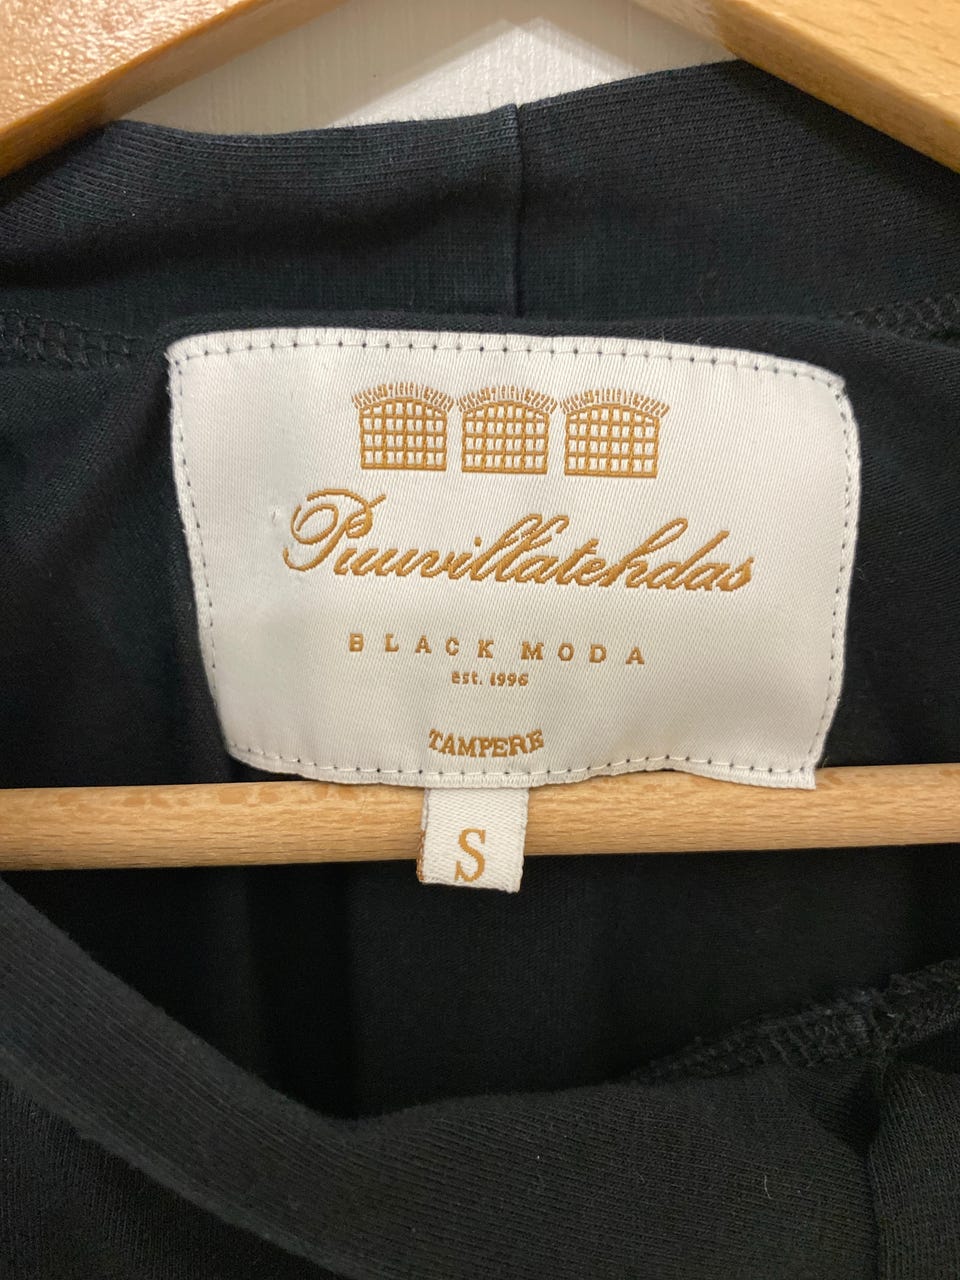 Puuvillatehdas
BLACK MODA
est. 1996
TAMPERE
S